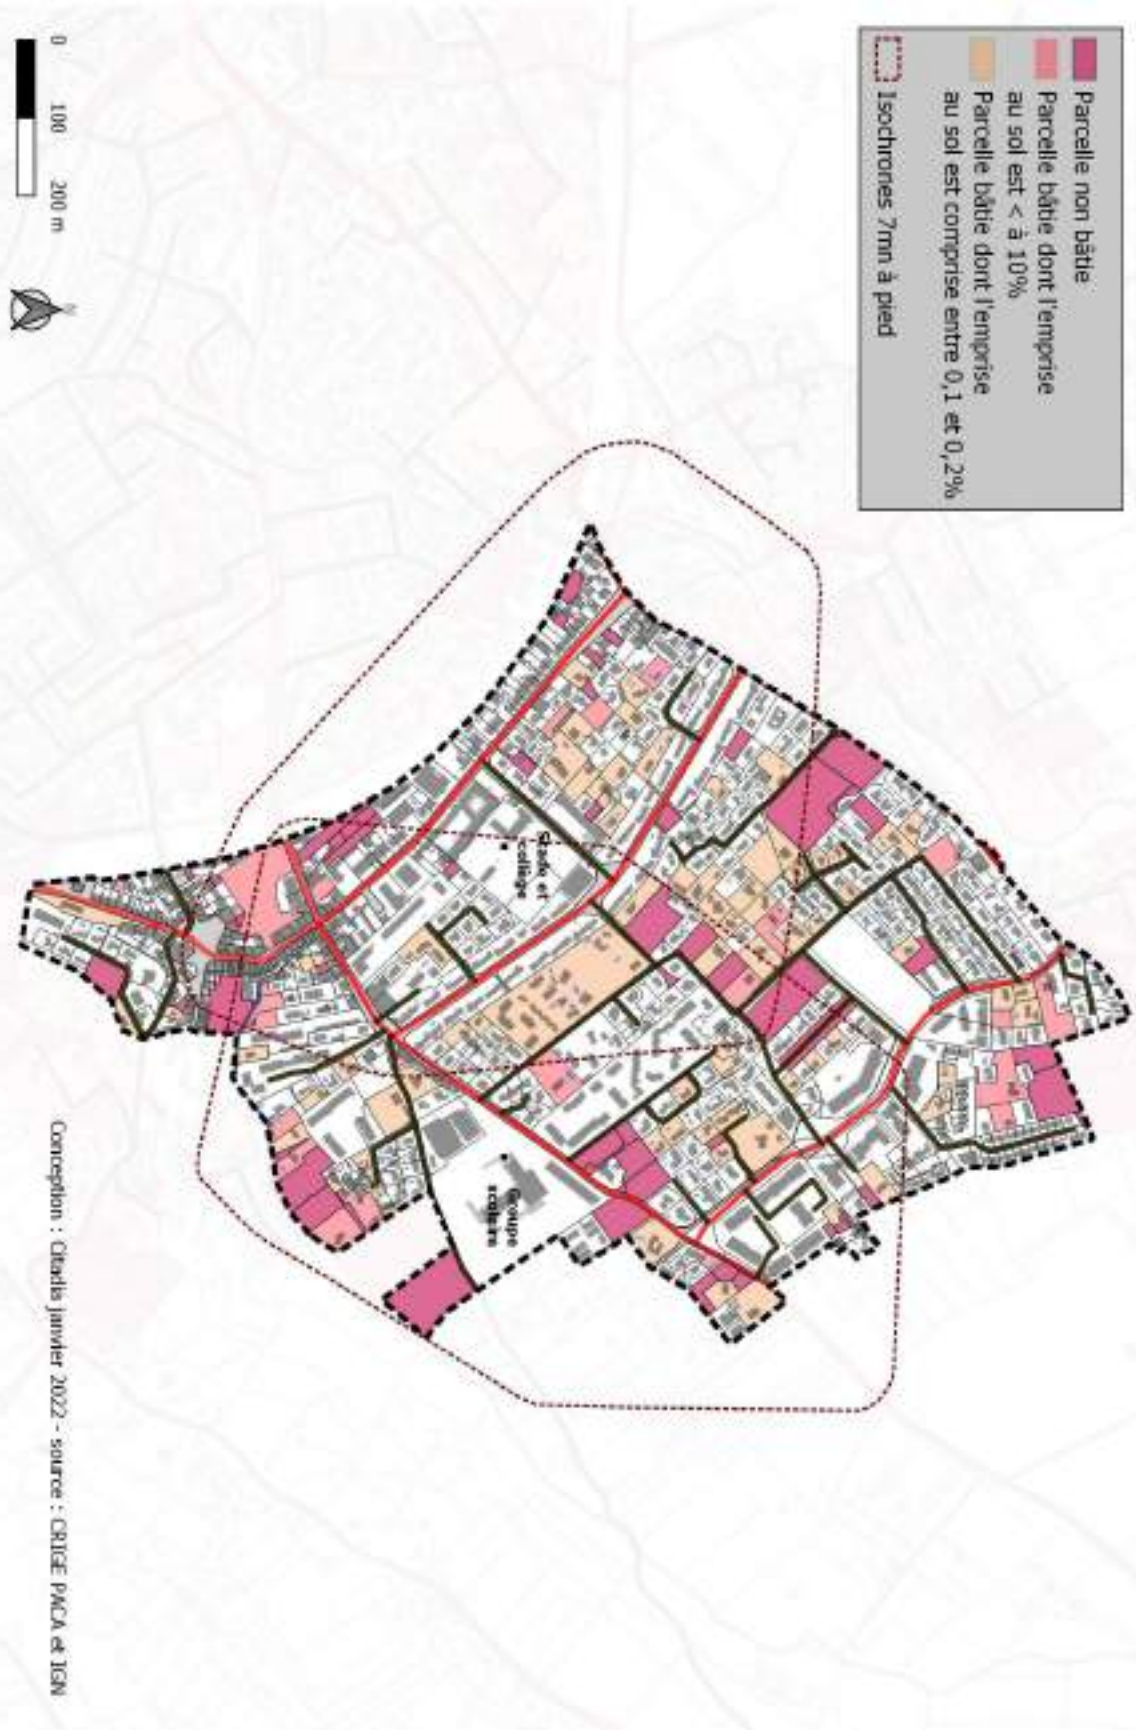 Parcelle non bâtie
Parcelle bâtie dont l'emprise
au sol est < à 10%
Parcelle bâtie dont l'emprise
au sol est comprise entre 0,1 et 0,2%
Isochrones 7mn à pied
Stade et
collège
Groupe
scolaire
0 100 200 m
N
Conception : Citadis janvier 2022 - source : CRIGE PACA et IGN